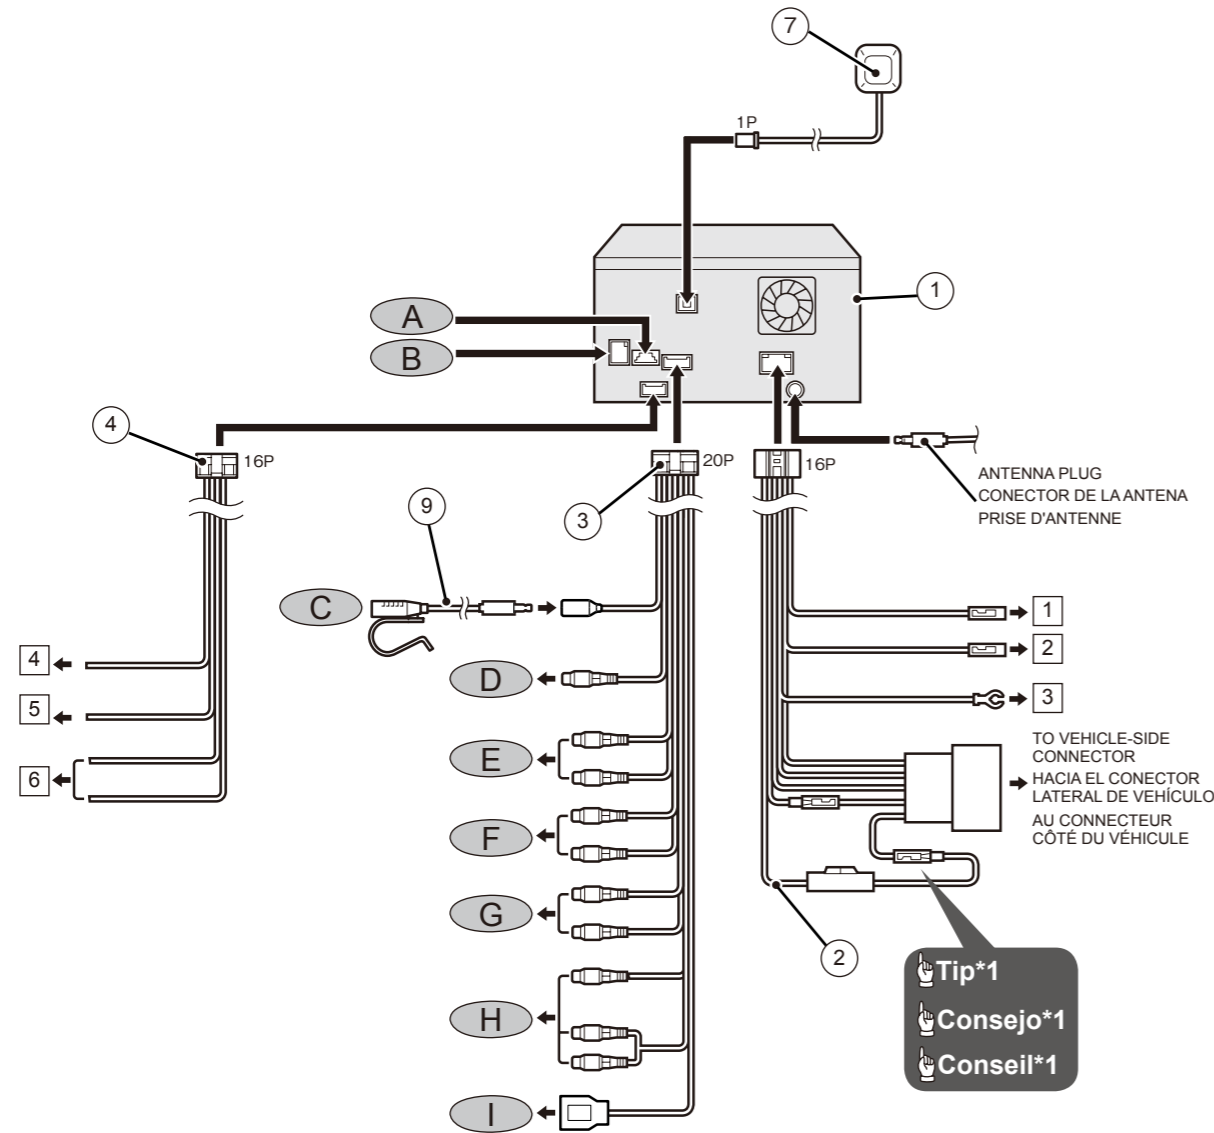 7
1P
1
A
B
4
16P
3
20P
16P
ANTENNA PLUG
CONECTOR DE LA ANTENA
PRISE D'ANTENNE
9
C
1
D
2
4
3
5
E
TO VEHICLE-SIDE
CONNECTOR
6
HACIA EL CONECTOR
LATERAL DE VEHÍCULO
AU CONNECTEUR
CÔTÉ DU VÉHICULE
F
G
2
Tip*1
H
Consejo*1
Conseil*1
I